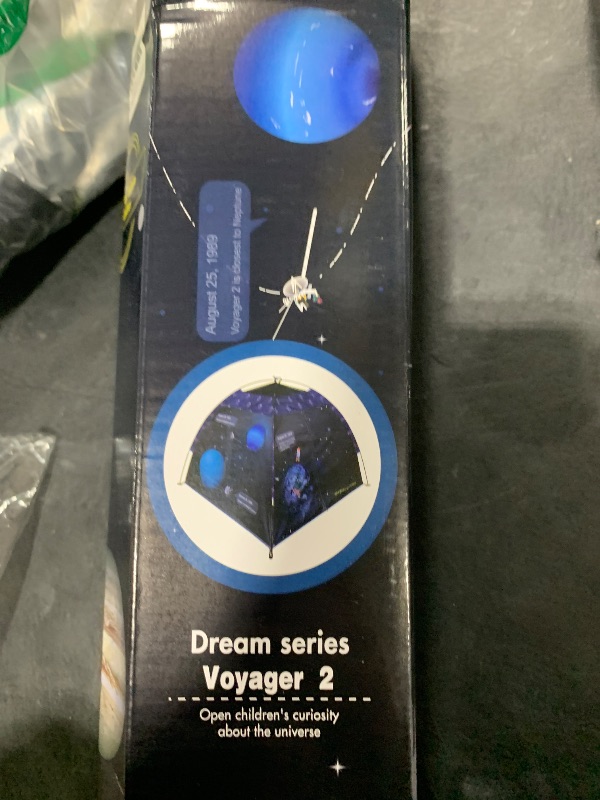 August 25, 1989
Voyager 2 is closest to Neptune
Dream series
Voyager 2
Open children's curiosity
about the universe